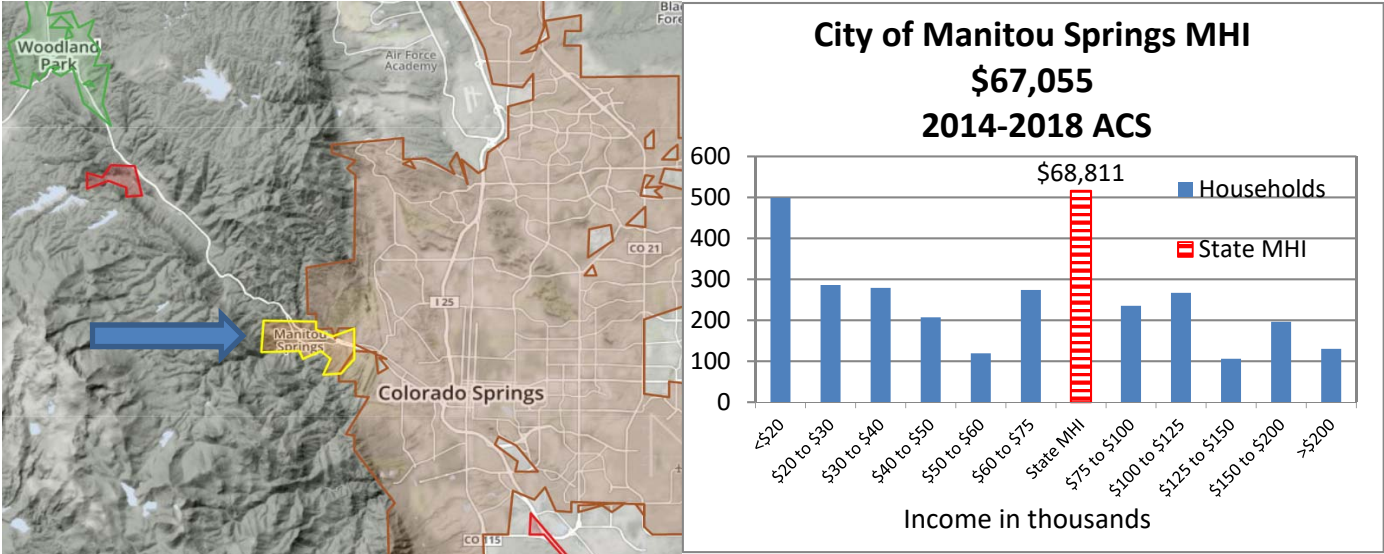 Woodland
Park
Air Force
Academy
Blac
Fore
CO 21
I 25
Manitou
Springs
Colorado Springs
CO 115
City of Manitou Springs MHI
$67,055
2014-2018 ACS
600
500
400
300
200
100
0
$68,811
Households
State MHI
<$20
$20 to $30
$30 to $40
$40 to $50
$50 to $60
$60 to $75
State MHI
$75 to $100
$100 to $125
$125 to $150
$150 to $200
>$200
Income in thousands